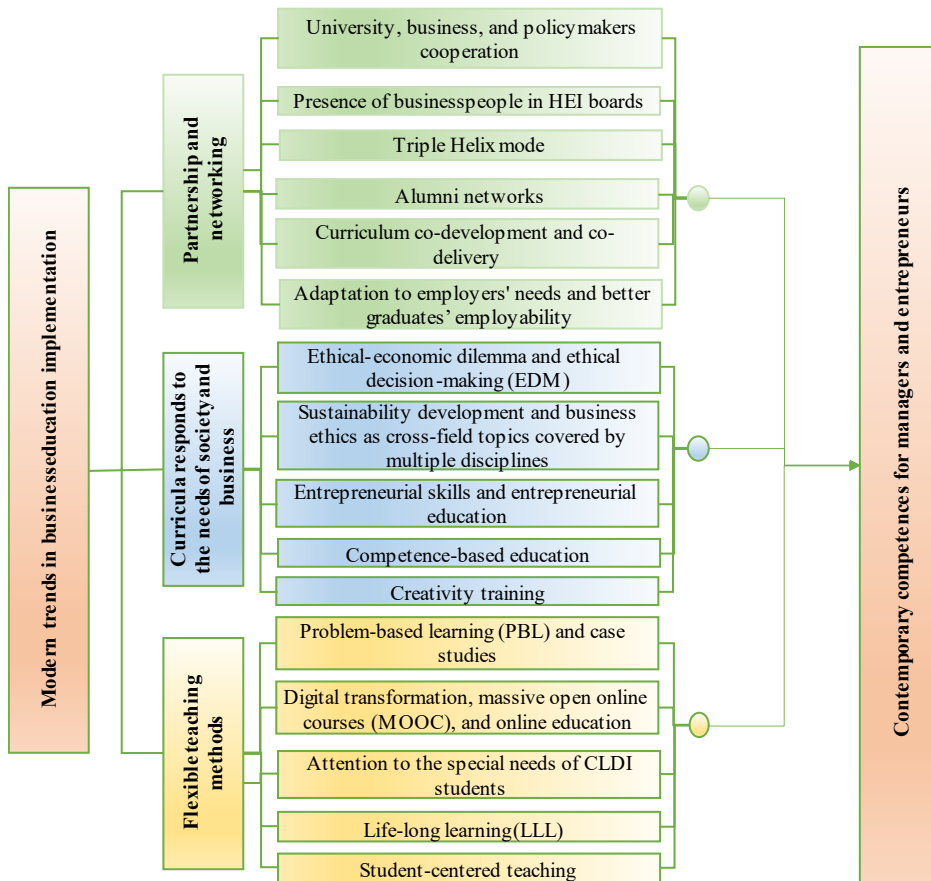 Modern trends in businesseducation implementation
Partnership and
networking
University, business, and policymakers
cooperation
Presence of businesspeople in HEI boards
Triple Helix mode
Alumni networks
Curriculum co-development and co-
delivery
Adaptation to employers' needs and better
graduates’ employability
Curricula responds to
the needs of society and
business
Ethical-economic dilemma and ethical
decision-making (EDM)
Sustainability development and business
ethics as cross-field topics covered by
multiple disciplines
Entrepreneurial skills and entrepreneurial
education
Competence-based education
Creativity training
Flexible teaching
methods
Problem-based learning (PBL) and case
studies
Digital transformation, massive open online
courses (MOOC), and online education
Attention to the special needs of CLDI
students
Life-long learning (LLL)
Student-centered teaching
Contemporary competences for managers and entrepreneurs